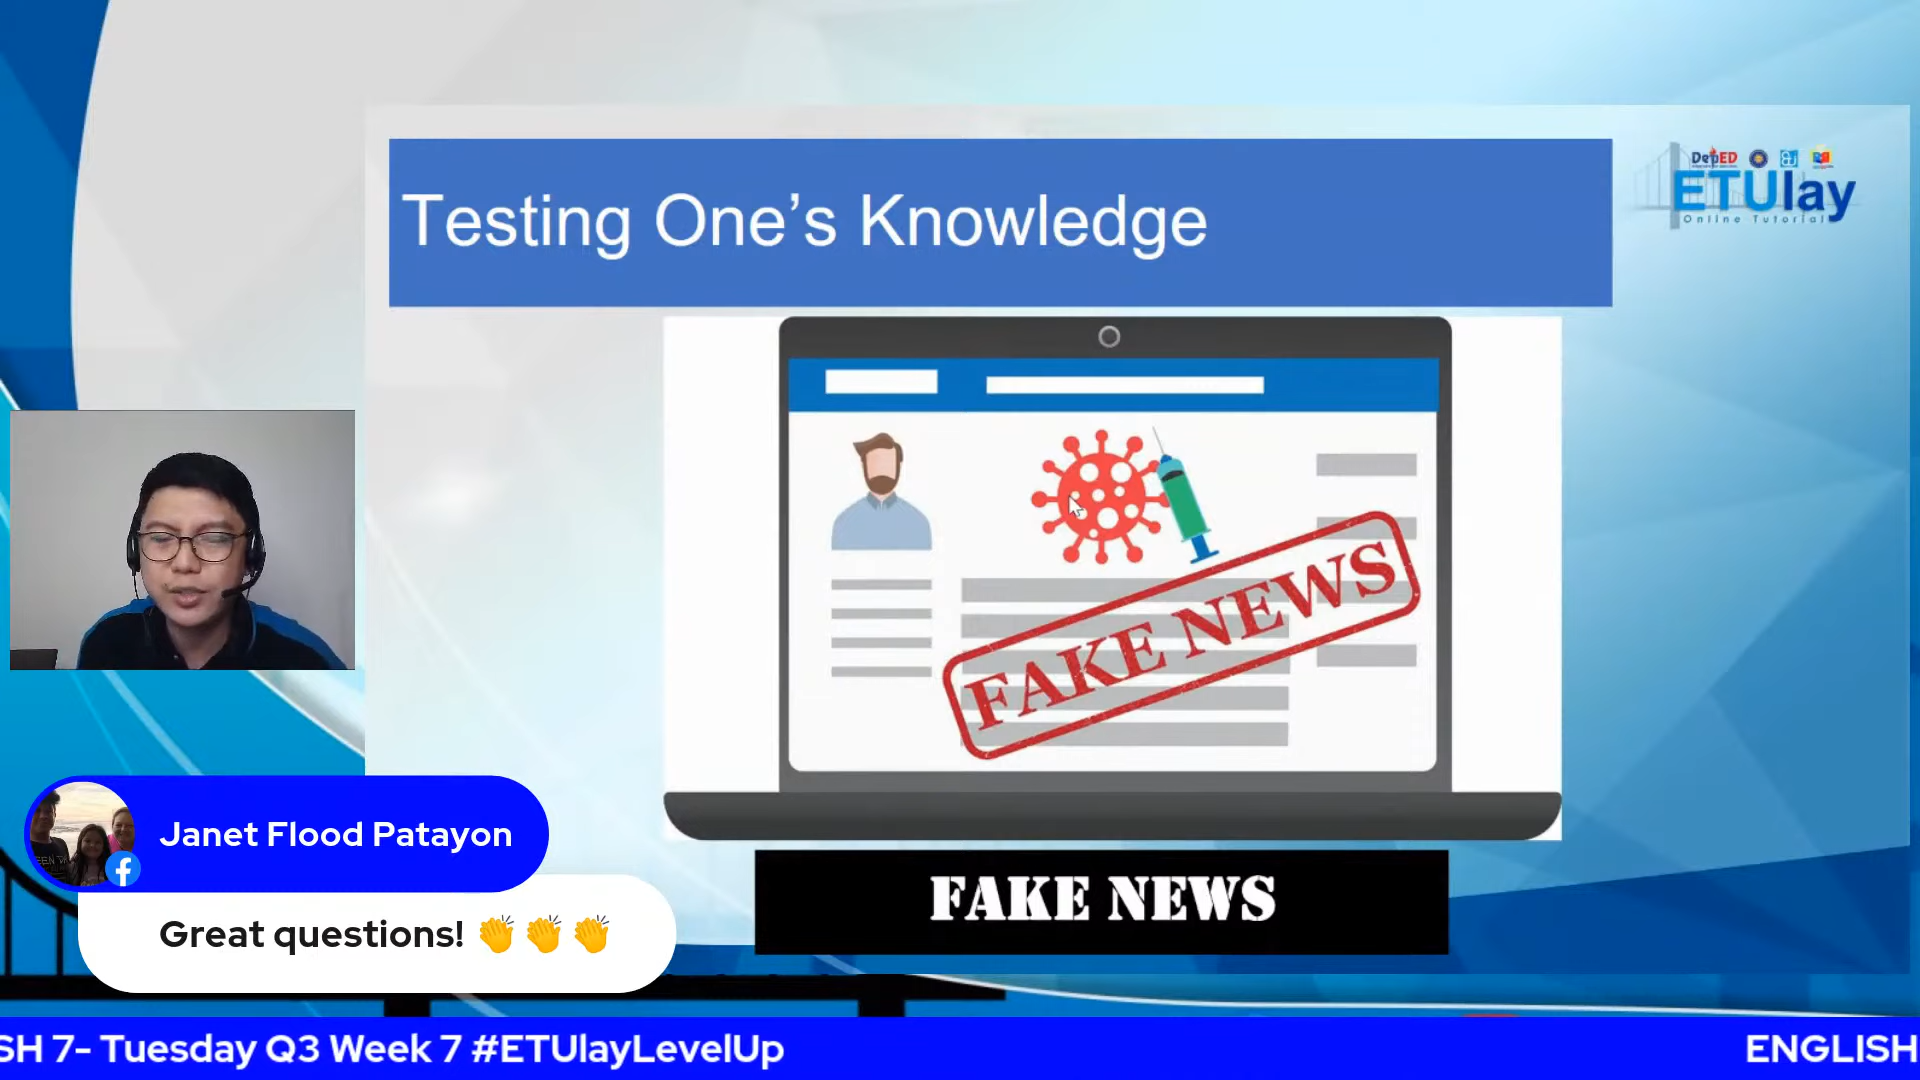 Testing One’s Knowledge
DepED
ETUlay
Online Tutorial
FAKE NEWS
FAKE NEWS
Janet Flood Patayon
Great questions! 👏 👏 👏
SH 7- Tuesday Q3 Week 7 #ETUlayLevelUp
ENGLISH